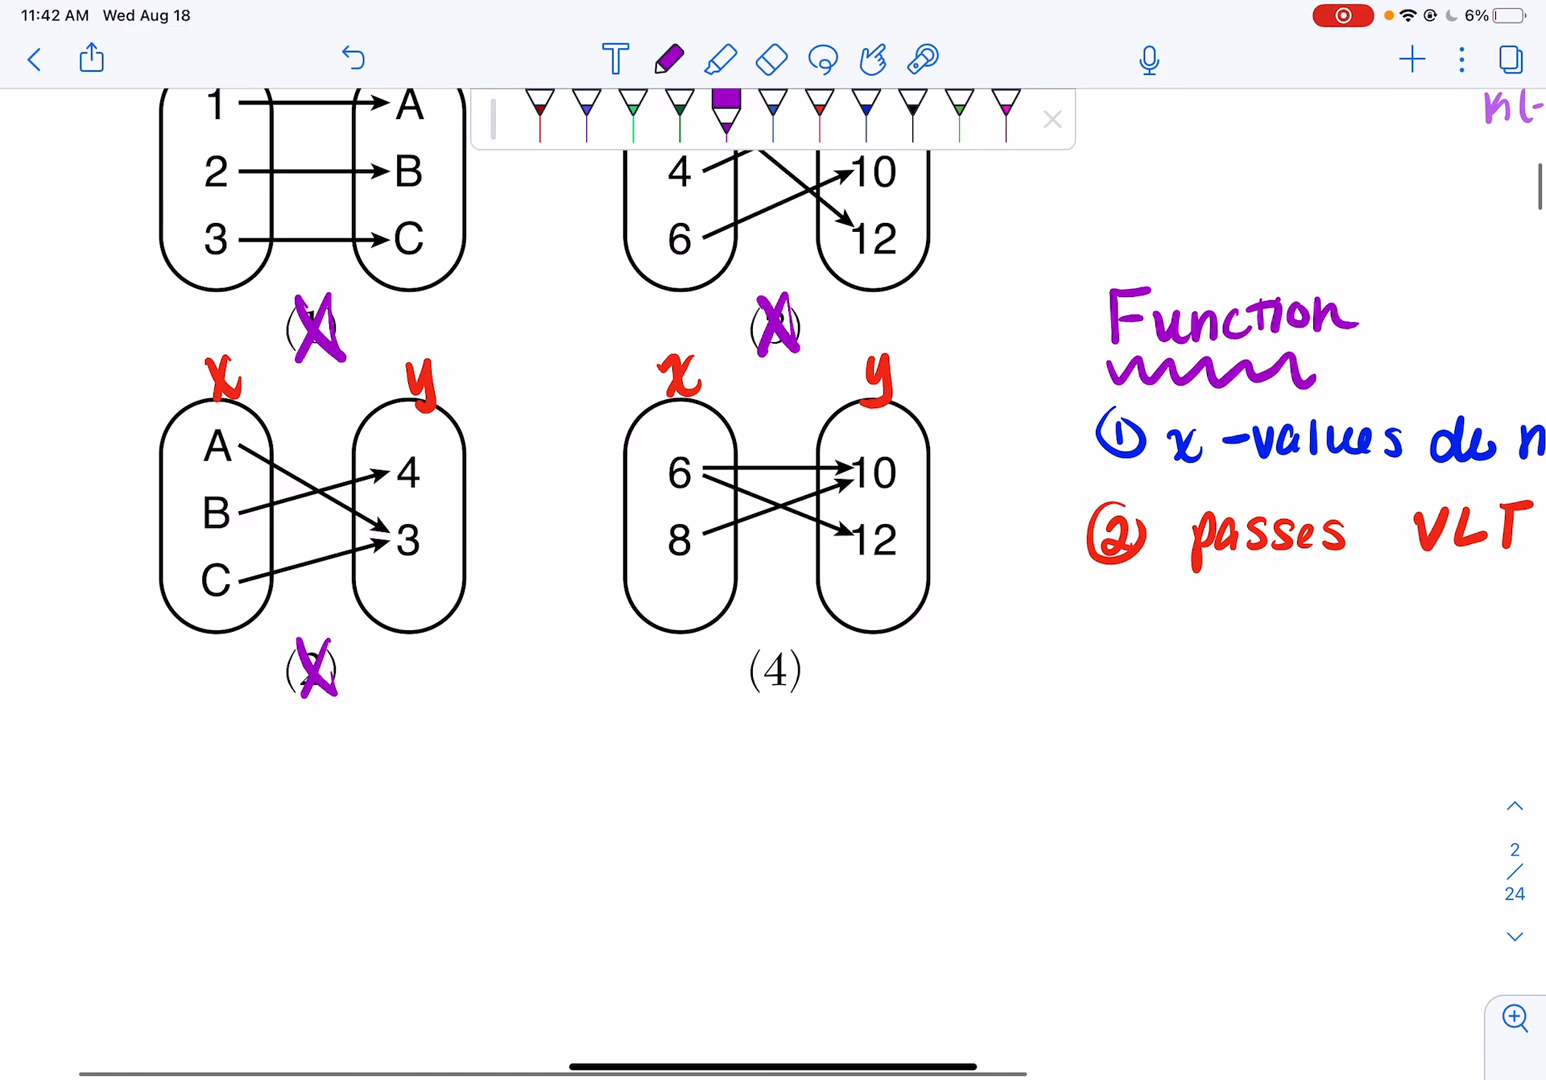 11:42 AM Wed Aug 18
6%
T
1 A
2 B
3 C
4 10
6 12
Function
x y
x y
A
B
C
4
3
6 10
8 12
① x-values do n
② passes VLT
(4)
2
/
24